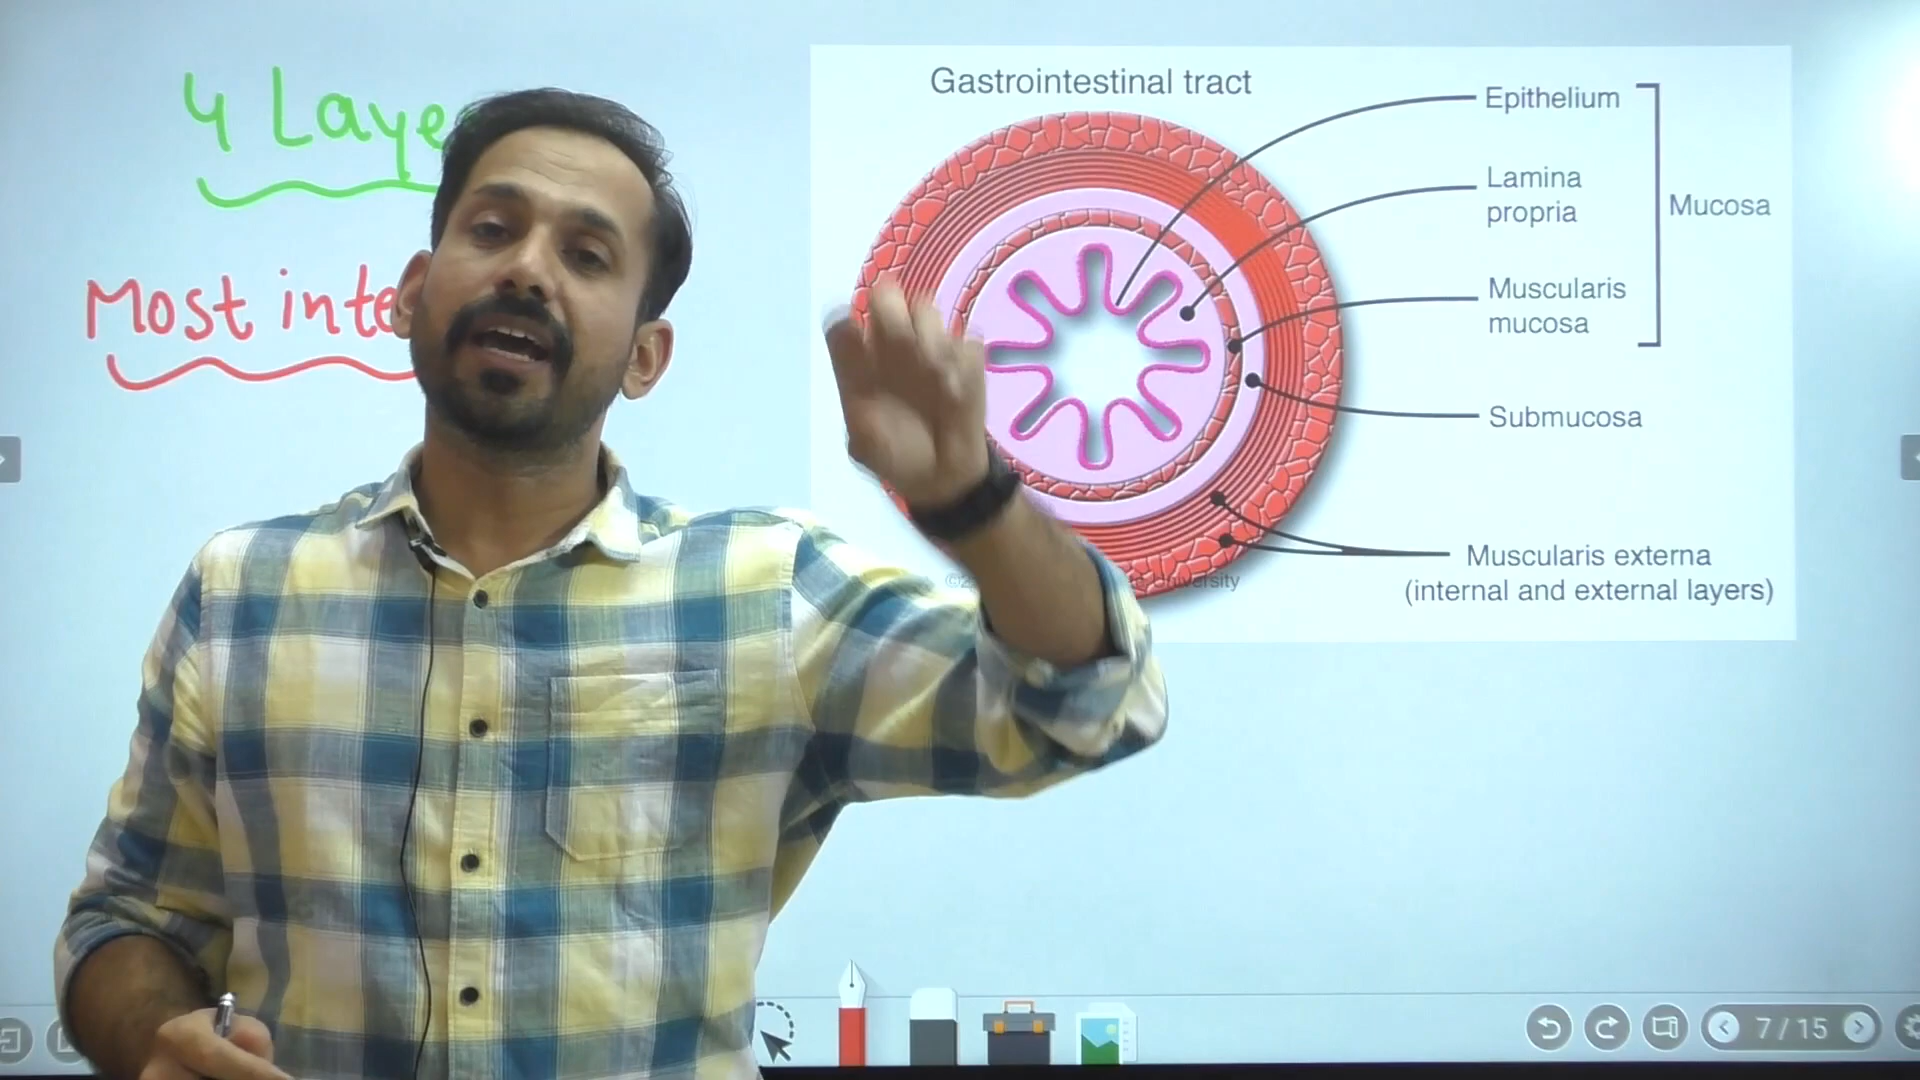 4 Laye
Most inte
Gastrointestinal tract
Epithelium
Lamina
propria
Muscularis
mucosa
Mucosa
Submucosa
Muscularis externa
(internal and external layers)
University
7/15